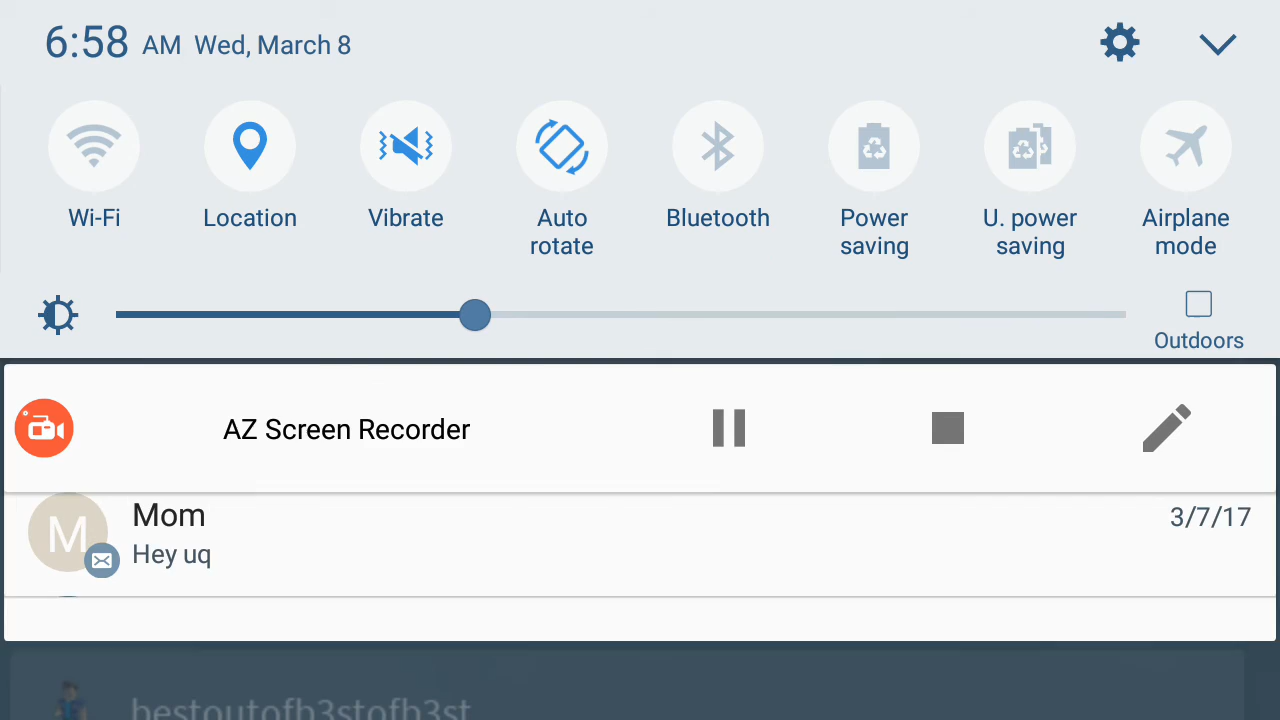 6:58 AM Wed, March 8
Wi-Fi
Location
Vibrate
Auto
rotate
Bluetooth
Power
saving
U. power
saving
Airplane
mode
Outdoors
AZ Screen Recorder
M
Mom
3/7/17
Hey uq
bestoutofb3stofb3st